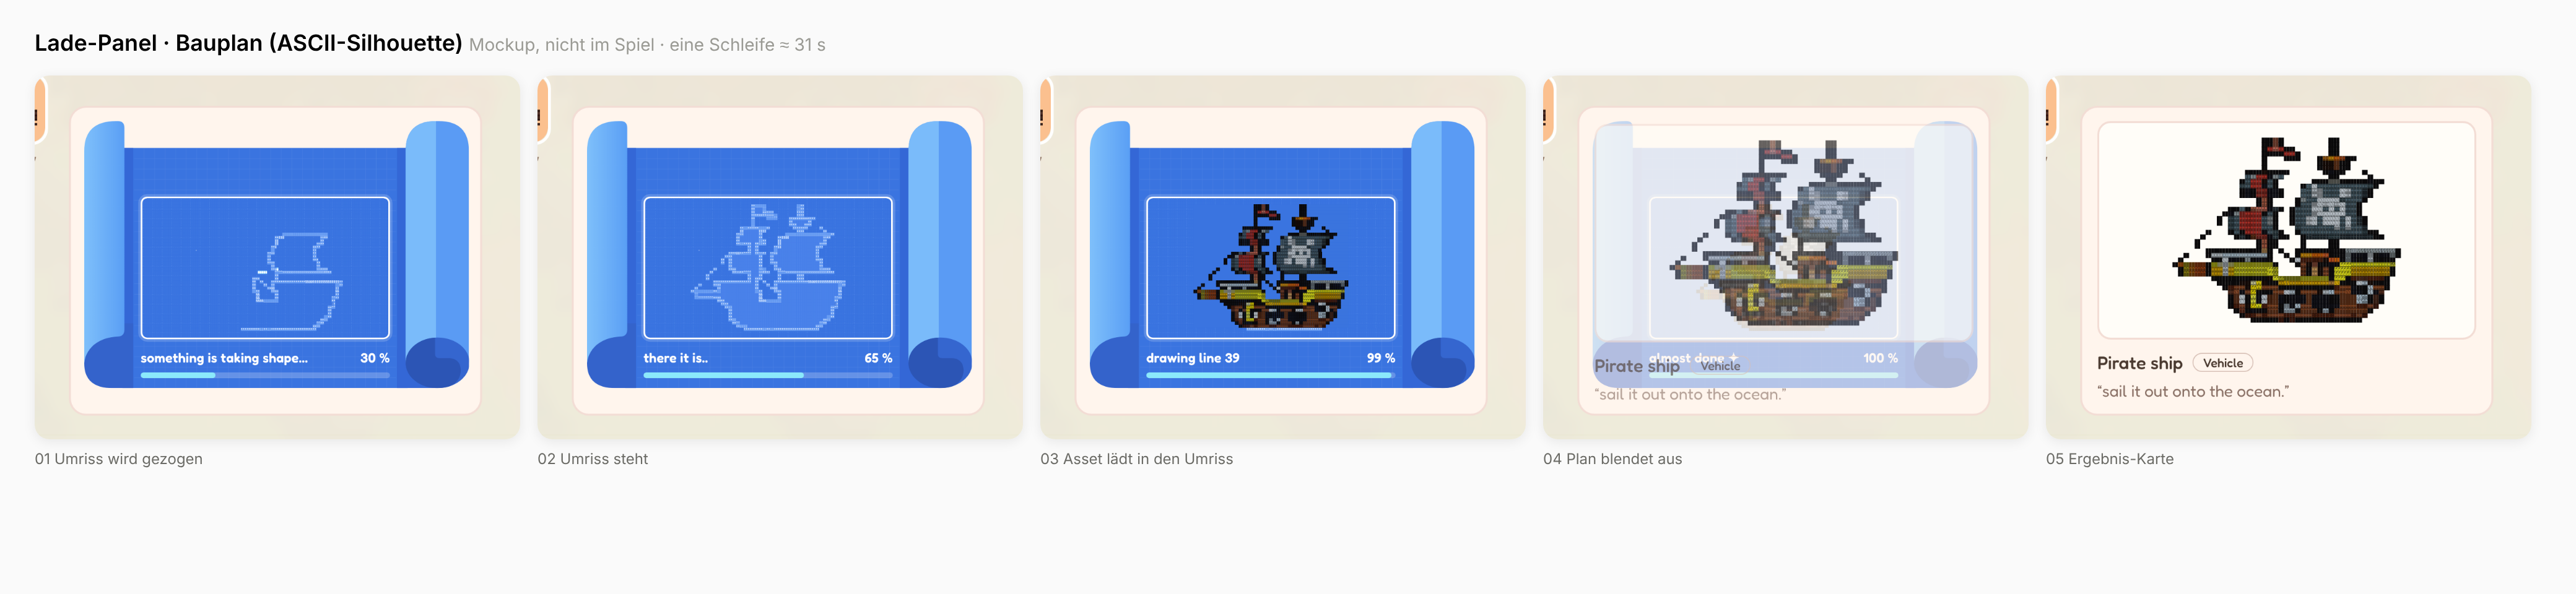 Lade-Panel · Bauplan (ASCII-Silhouette) Mockup, nicht im Spiel · eine Schleife ≈ 31 s
!
something is taking shape... 30 %
01 Umriss wird gezogen
!
there it is.. 65 %
02 Umriss steht
!
drawing line 39 99 %
03 Asset lädt in den Umriss
!
almost done ✦ 100 %
Pirate ship Vehicle
“sail it out onto the ocean.”
04 Plan blendet aus
!
Pirate ship Vehicle
“sail it out onto the ocean.”
05 Ergebnis-Karte